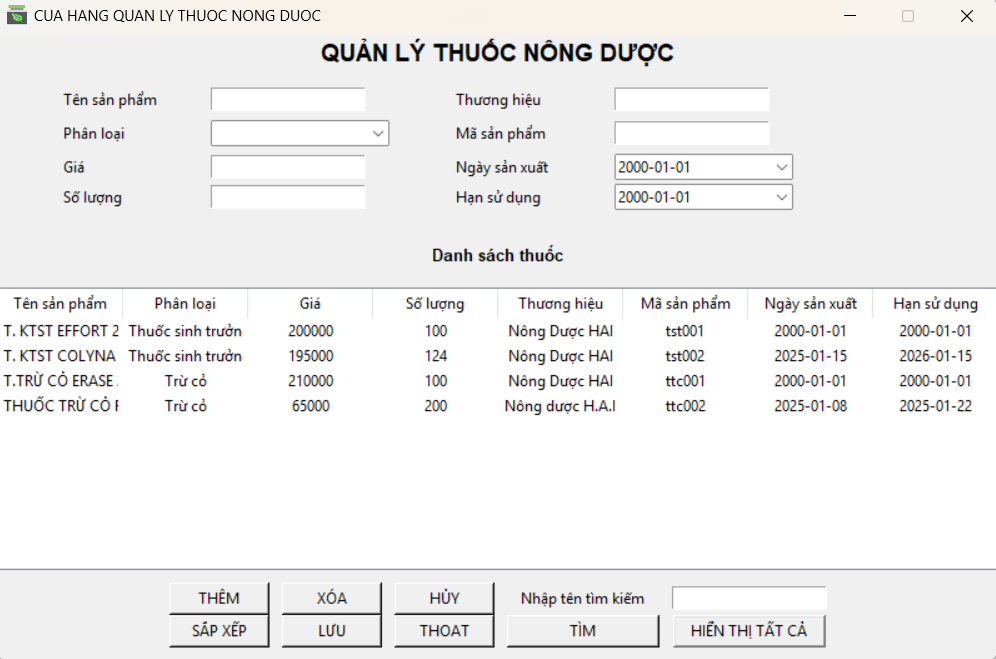 CUA HANG QUAN LY THUOC NONG DUOC
QUẢN LÝ THUỐC NÔNG DƯỢC
Tên sản phẩm Thương hiệu
Phân loại Mã sản phẩm
Giá Ngày sản xuất 2000-01-01
Số lượng Hạn sử dụng 2000-01-01
Danh sách thuốc
Tên sản phẩm Phân loại Giá Số lượng Thương hiệu Mã sản phẩm Ngày sản xuất Hạn sử dụng
T. KTST EFFORT 2 Thuốc sinh trưởn 200000 100 Nông Dược HAI tst001 2000-01-01 2000-01-01
T. KTST COLYNA Thuốc sinh trưởn 195000 124 Nông Dược HAI tst002 2025-01-15 2026-01-15
T.TRỪ CỎ ERASE Trừ cỏ 210000 100 Nông Dược HAI ttc001 2000-01-01 2000-01-01
THUỐC TRỪ CỎ Trừ cỏ 65000 200 Nông dược H.A.I ttc002 2025-01-08 2025-01-22
THÊM XÓA HỦY Nhập tên tìm kiếm
SẮP XẾP LƯU THOAT TÌM HIỂN THỊ TẤT CẢ